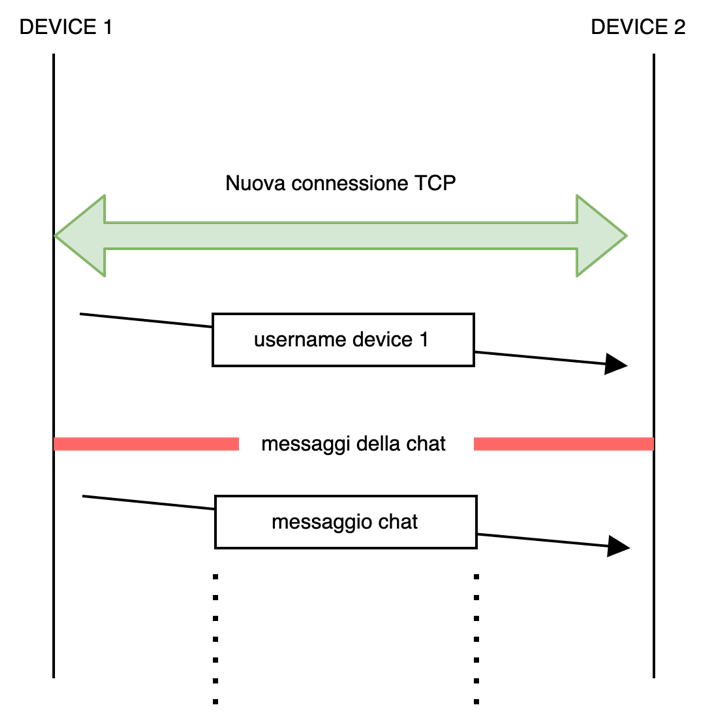 DEVICE 1
DEVICE 2
Nuova connessione TCP
username device 1
messaggi della chat
messaggio chat